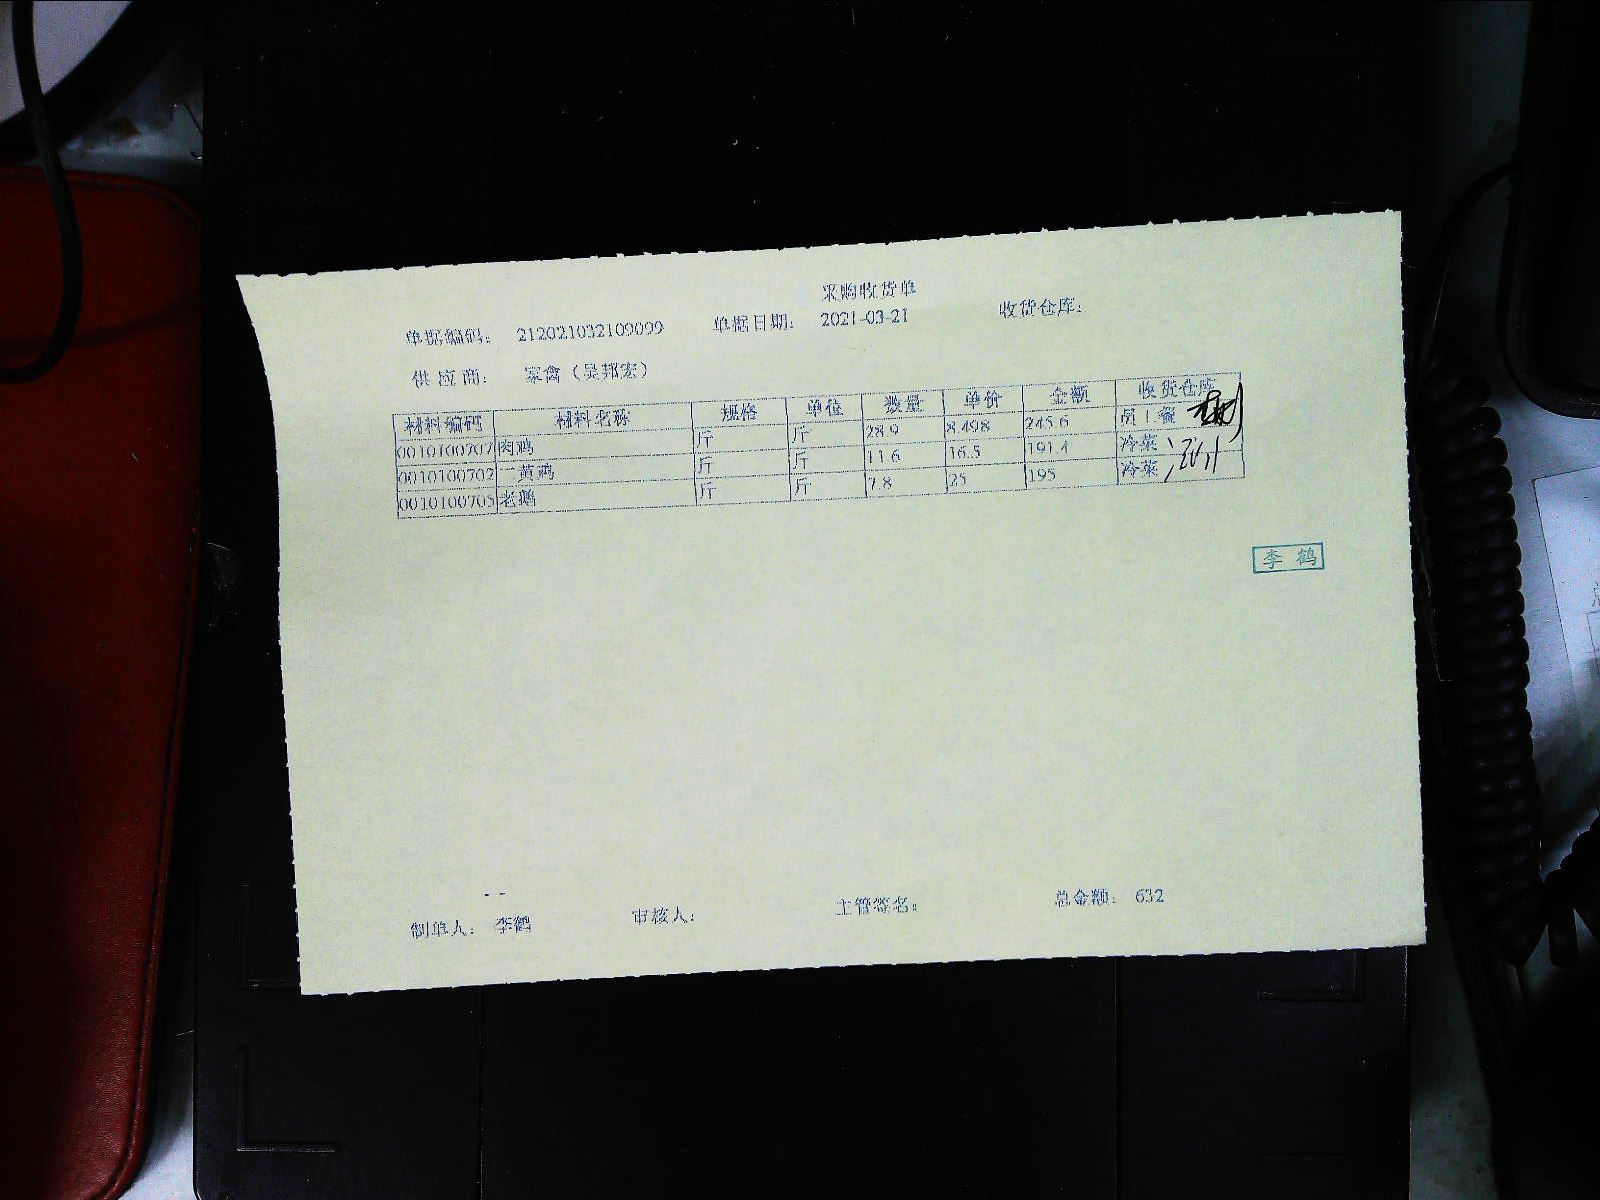 采购收货单
单据编码: 212021032109099 单据日期: 2021-03-21 收货仓库:
供应商: 家禽(吴邦宏)
材料编码 材料名称 规格 单位 数量 单价 金额 收货仓库
0010100707 肉鸡 斤 斤 28.9 8.498 245.6 员工餐
0010100702 三黄鸡 斤 斤 11.6 16.5 191.4 冷菜
0010100705 老鹅 斤 斤 7.8 25 195 冷菜
李 鹤
--
制单人: 李鹤 审核人: 主管签名: 总金额: 632